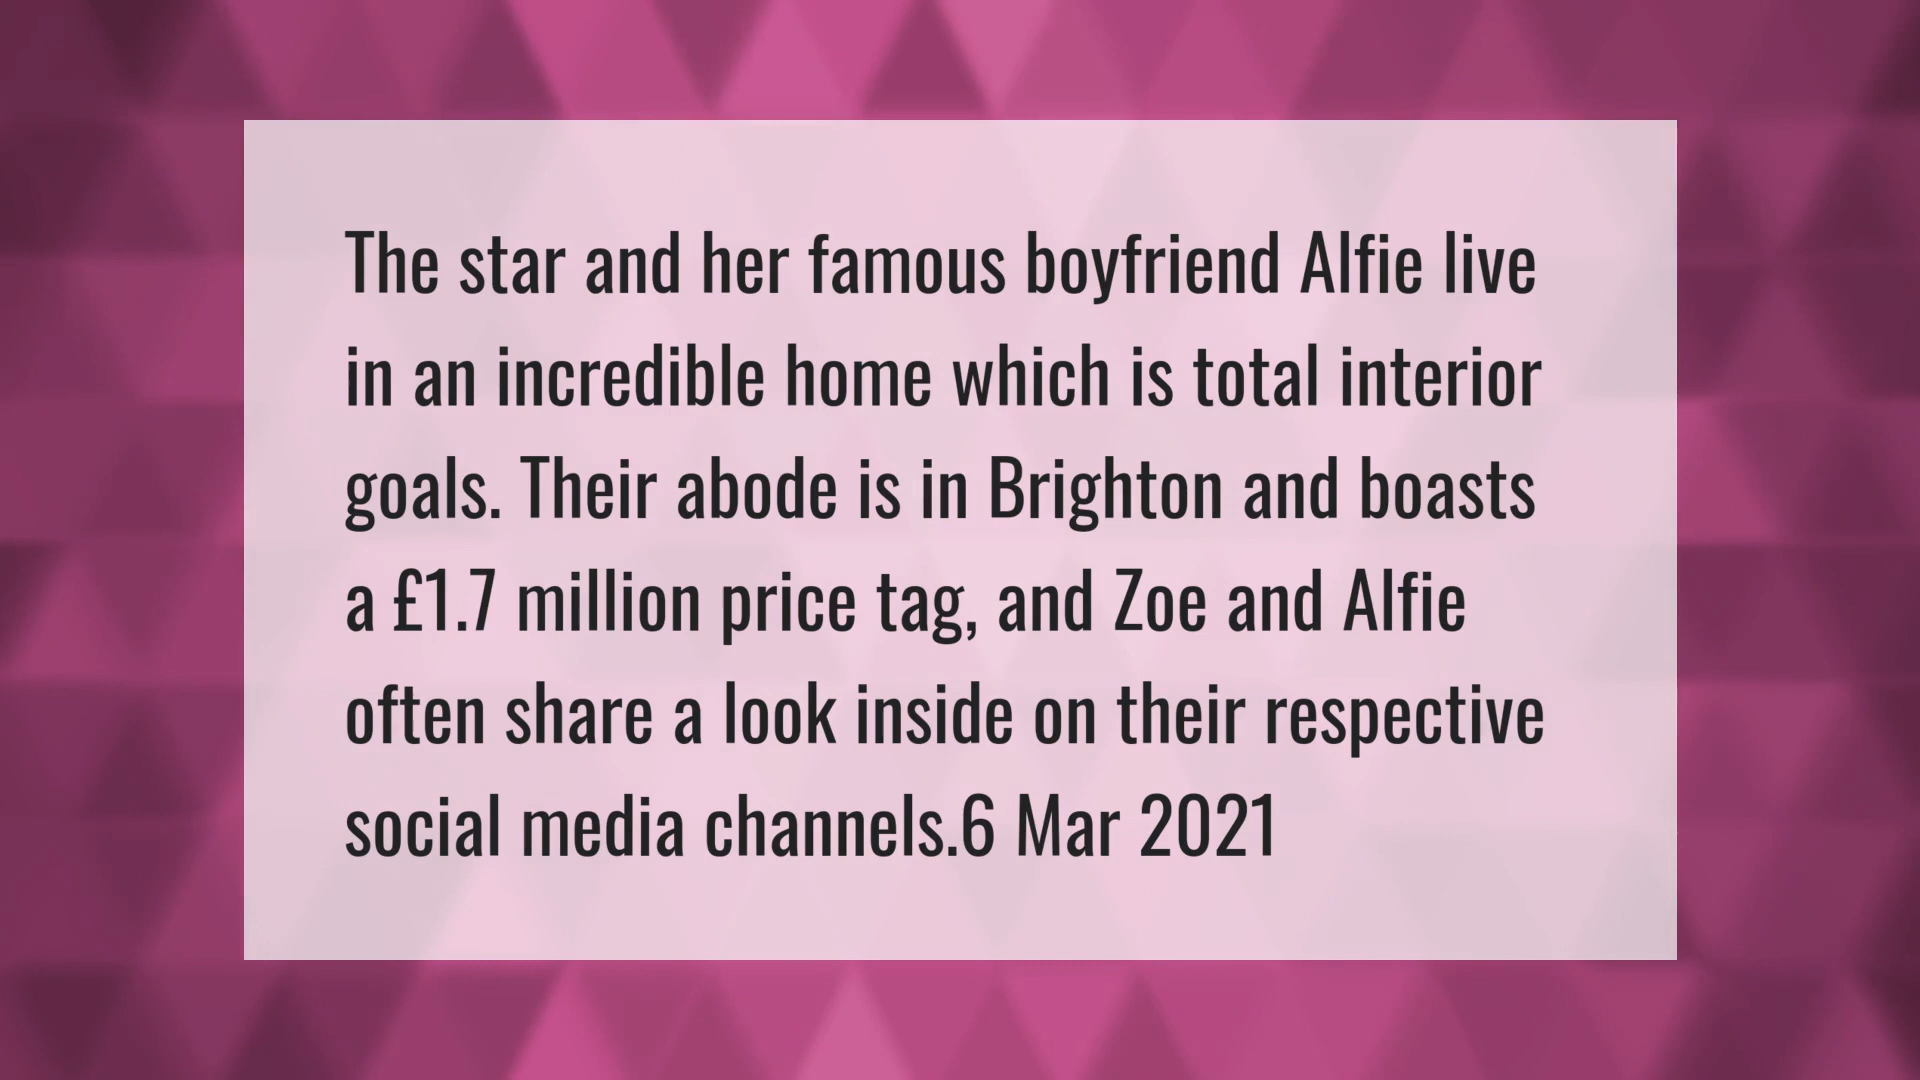 The star and her famous boyfriend Alfie live
in an incredible home which is total interior
goals. Their abode is in Brighton and boasts
a £1.7 million price tag, and Zoe and Alfie
often share a look inside on their respective
social media channels.6 Mar 2021